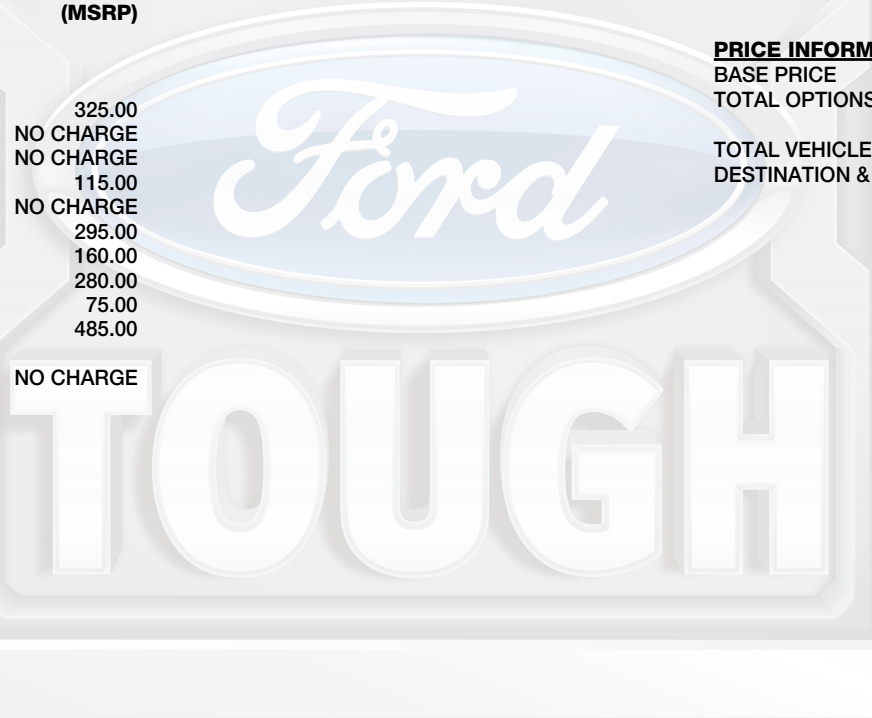 (MSRP)
325.00
NO CHARGE
NO CHARGE
115.00
NO CHARGE
295.00
160.00
280.00
75.00
485.00
NO CHARGE
PRICE INFORM
BASE PRICE
TOTAL OPTIONS
TOTAL VEHICLE
DESTINATION &
Ford
TOUGH